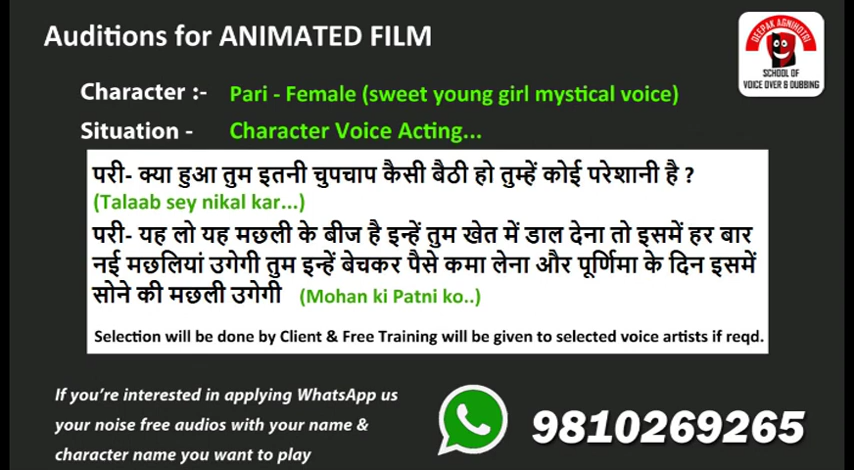 Auditions for ANIMATED FILM
DEEPAK AGNIHOTRI
SCHOOL OF
VOICE OVER & DUBBING
Character :- Pari - Female (sweet young girl mystical voice)
Situation - Character Voice Acting...
परी- क्या हुआ तुम इतनी चुपचाप कैसी बैठी हो तुम्हें कोई परेशानी है ?
(Talaab sey nikal kar...)
परी- यह लो यह मछली के बीज है इन्हें तुम खेत में डाल देना तो इसमें हर बार
नई मछलियां उगेगी तुम इन्हें बेचकर पैसे कमा लेना और पूर्णिमा के दिन इसमें
सोने की मछली उगेगी (Mohan ki Patni ko..)
Selection will be done by Client & Free Training will be given to selected voice artists if reqd.
If you're interested in applying WhatsApp us
your noise free audios with your name &
character name you want to play
9810269265